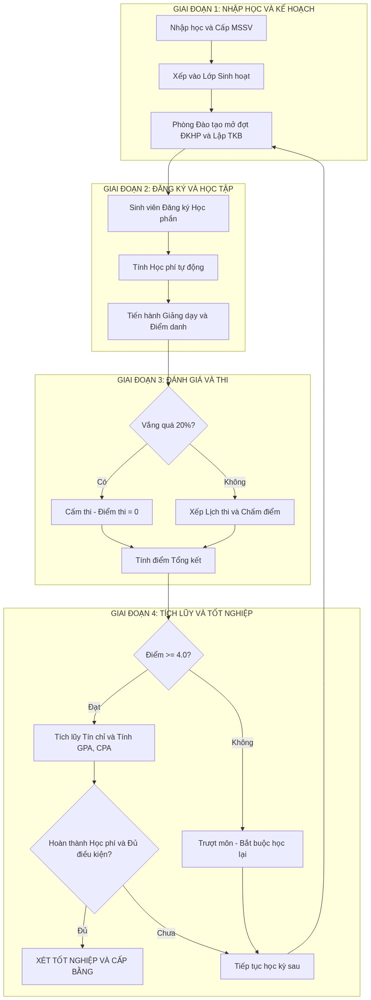 GIAI ĐOẠN 1: NHẬP HỌC VÀ KẾ HOẠCH
Nhập học và Cấp MSSV
Xếp vào Lớp Sinh hoạt
Phòng Đào tạo mở đợt
ĐKHP và Lập TKB
GIAI ĐOẠN 2: ĐĂNG KÝ VÀ HỌC TẬP
Sinh viên Đăng ký Học
phần
Tính Học phí tự động
Tiến hành Giảng dạy và
Điểm danh
GIAI ĐOẠN 3: ĐÁNH GIÁ VÀ THI
Vắng quá 20%?
Có
Không
Cấm thi - Điểm thi = 0
Xếp Lịch thi và Chấm điểm
Tính điểm Tổng kết
GIAI ĐOẠN 4: TÍCH LŨY VÀ TỐT NGHIỆP
Điểm >= 4.0?
Đạt
Không
Tích lũy Tín chỉ và Tính
GPA, CPA
Hoàn thành Học phí và Đủ
điều kiện?
Trượt môn - Bắt buộc học
lại
Đủ
Chưa
XÉT TỐT NGHIỆP VÀ CẤP
BẰNG
Tiếp tục học kỳ sau